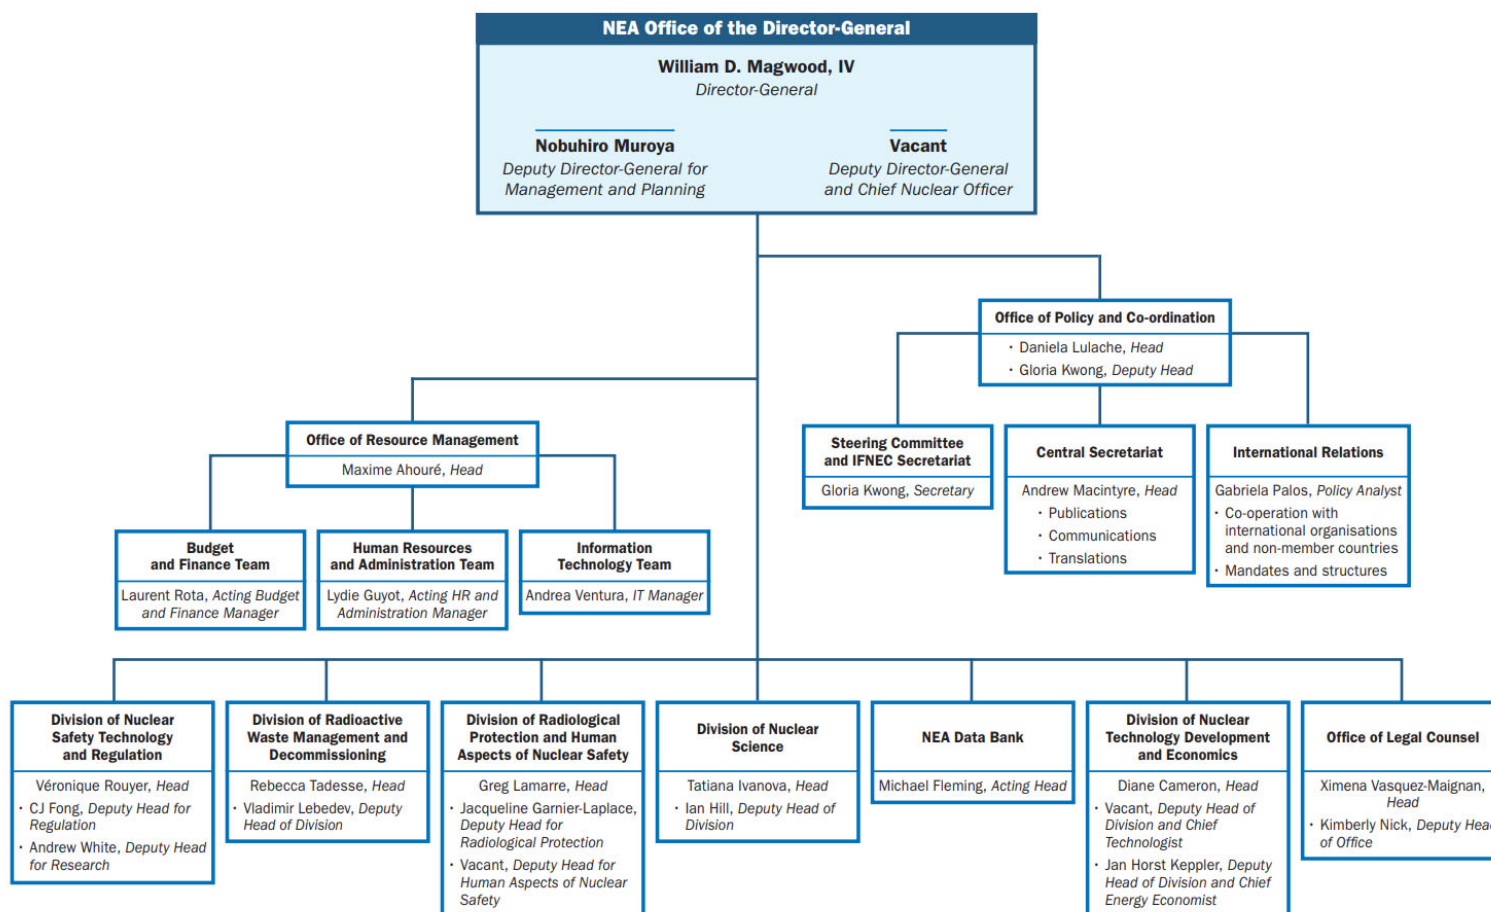 NEA Office of the Director-General
William D. Magwood, IV
Director-General
Nobuhiro Muroya
Deputy Director-General for
Management and Planning
Vacant
Deputy Director-General
and Chief Nuclear Officer
Office of Policy and Co-ordination
• Daniela Lulache, Head
• Gloria Kwong, Deputy Head
Steering Committee
and IFNEC Secretariat
Gloria Kwong, Secretary
Central Secretariat
Andrew Macintyre, Head
• Publications
• Communications
• Translations
International Relations
Gabriela Palos, Policy Analyst
• Co-operation with
international organisations
and non-member countries
• Mandates and structures
Office of Resource Management
Maxime Ahouré, Head
Budget
and Finance Team
Laurent Rota, Acting Budget
and Finance Manager
Human Resources
and Administration Team
Lydie Guyot, Acting HR and
Administration Manager
Information
Technology Team
Andrea Ventura, IT Manager
Division of Nuclear
Safety Technology
and Regulation
Véronique Rouyer, Head
• CJ Fong, Deputy Head for
Regulation
• Andrew White, Deputy Head
for Research
Division of Radioactive
Waste Management and
Decommissioning
Rebecca Tadesse, Head
• Vladimir Lebedev, Deputy
Head of Division
Division of Radiological
Protection and Human
Aspects of Nuclear Safety
Greg Lamarre, Head
• Jacqueline Garnier-Laplace,
Deputy Head for
Radiological Protection
• Vacant, Deputy Head for
Human Aspects of Nuclear
Safety
Division of Nuclear
Science
Tatiana Ivanova, Head
• Ian Hill, Deputy Head of
Division
NEA Data Bank
Michael Fleming, Acting Head
Division of Nuclear
Technology Development
and Economics
Diane Cameron, Head
• Vacant, Deputy Head of
Division and Chief
Technologist
• Jan Horst Keppler, Deputy
Head of Division and Chief
Energy Economist
Office of Legal Counsel
Ximena Vasquez-Maignan,
Head
• Kimberly Nick, Deputy Head
of Office